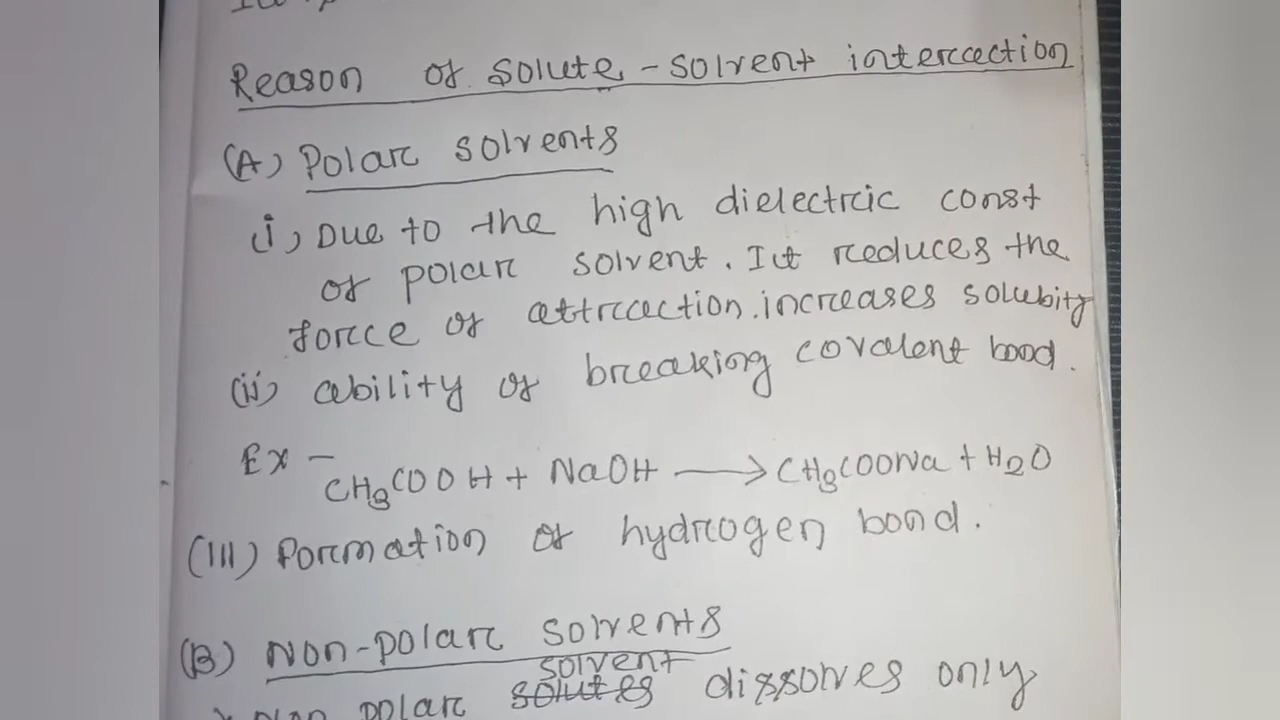 Reason of solute - solvent interaction
(A) Polar solvents
(i) Due to the high dielectric const
of polar solvent. It reduces the
force of attraction. increases solubity
(ii) ability of breaking covalent bond.
Ex - CH3COOH + NaOH → CH3COONa + H2O
(III) Formation of hydrogen bond.
(B) Non-polar solvents
solvent
polar solutes dissolves only